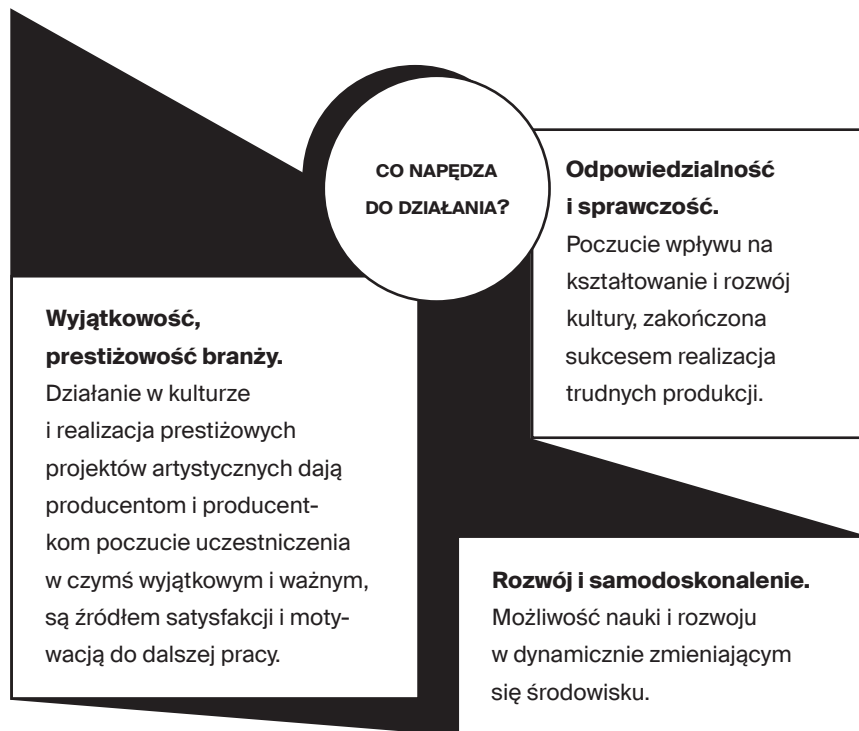 CO NAPĘDZA
DO DZIAŁANIA?
Odpowiedzialność
i sprawczość.
Poczucie wpływu na
kształtowanie i rozwój
kultury, zakończona
sukcesem realizacja
trudnych produkcji.
Wyjątkowość,
prestiżowość branży.
Działanie w kulturze
i realizacja prestiżowych
projektów artystycznych dają
producentom i producent-
kom poczucie uczestniczenia
w czymś wyjątkowym i ważnym,
są źródłem satysfakcji i moty-
wacją do dalszej pracy.
Rozwój i samodoskonalenie.
Możliwość nauki i rozwoju
w dynamicznie zmieniającym
się środowisku.